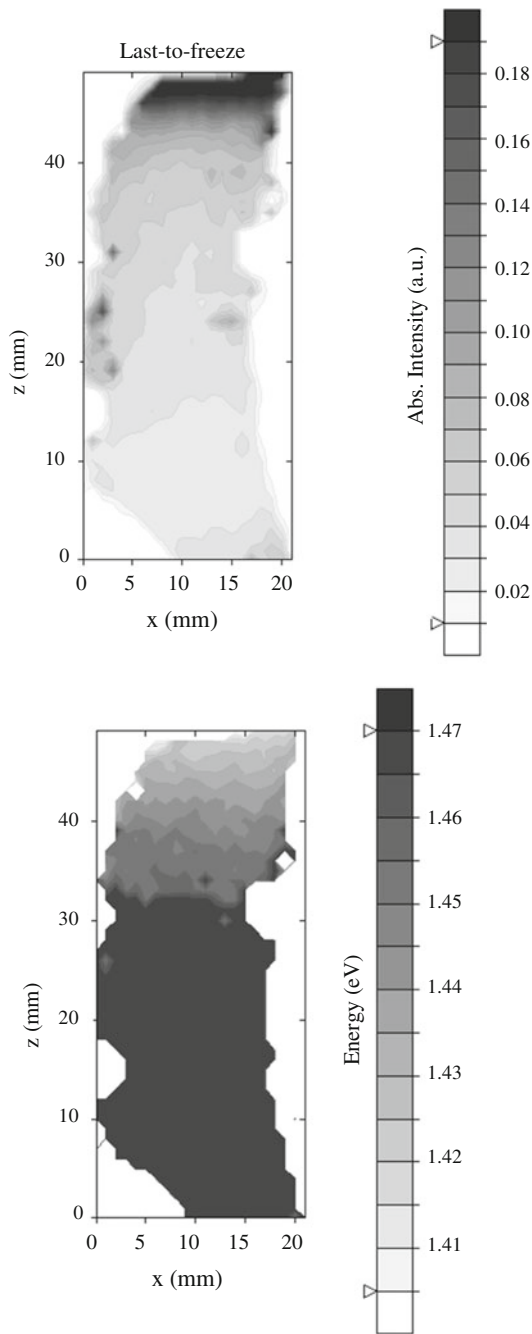 Last-to-freeze
40
30
20
10
0
z (mm)
0 5 10 15 20
x (mm)
0.18
0.16
0.14
0.12
0.10
0.08
0.06
0.04
0.02
Abs. Intensity (a.u.)
40
30
20
10
0
z (mm)
0 5 10 15 20
x (mm)
1.47
1.46
1.45
1.44
1.43
1.42
1.41
Energy (eV)